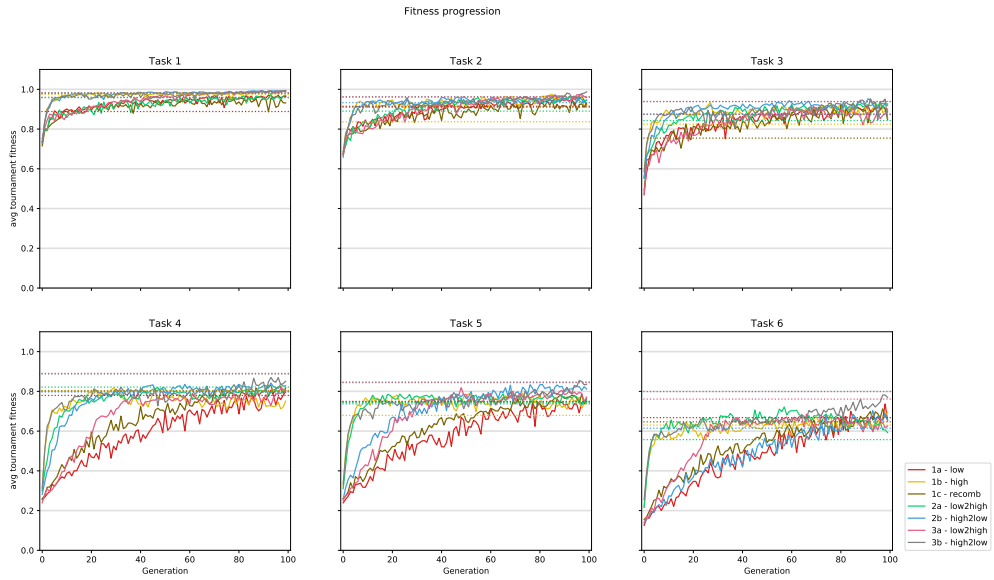 Fitness progression
Task 1
Task 2
Task 3
avg tournament fitness
1.0
0.8
0.6
0.4
0.2
0.0
Task 4
Task 5
Task 6
avg tournament fitness
1.0
0.8
0.6
0.4
0.2
0.0
0 20 40 60 80 100
0 20 40 60 80 100
0 20 40 60 80 100
Generation
Generation
Generation
1a - low
1b - high
1c - recomb
2a - low2high
2b - high2low
3a - low2high
3b - high2low